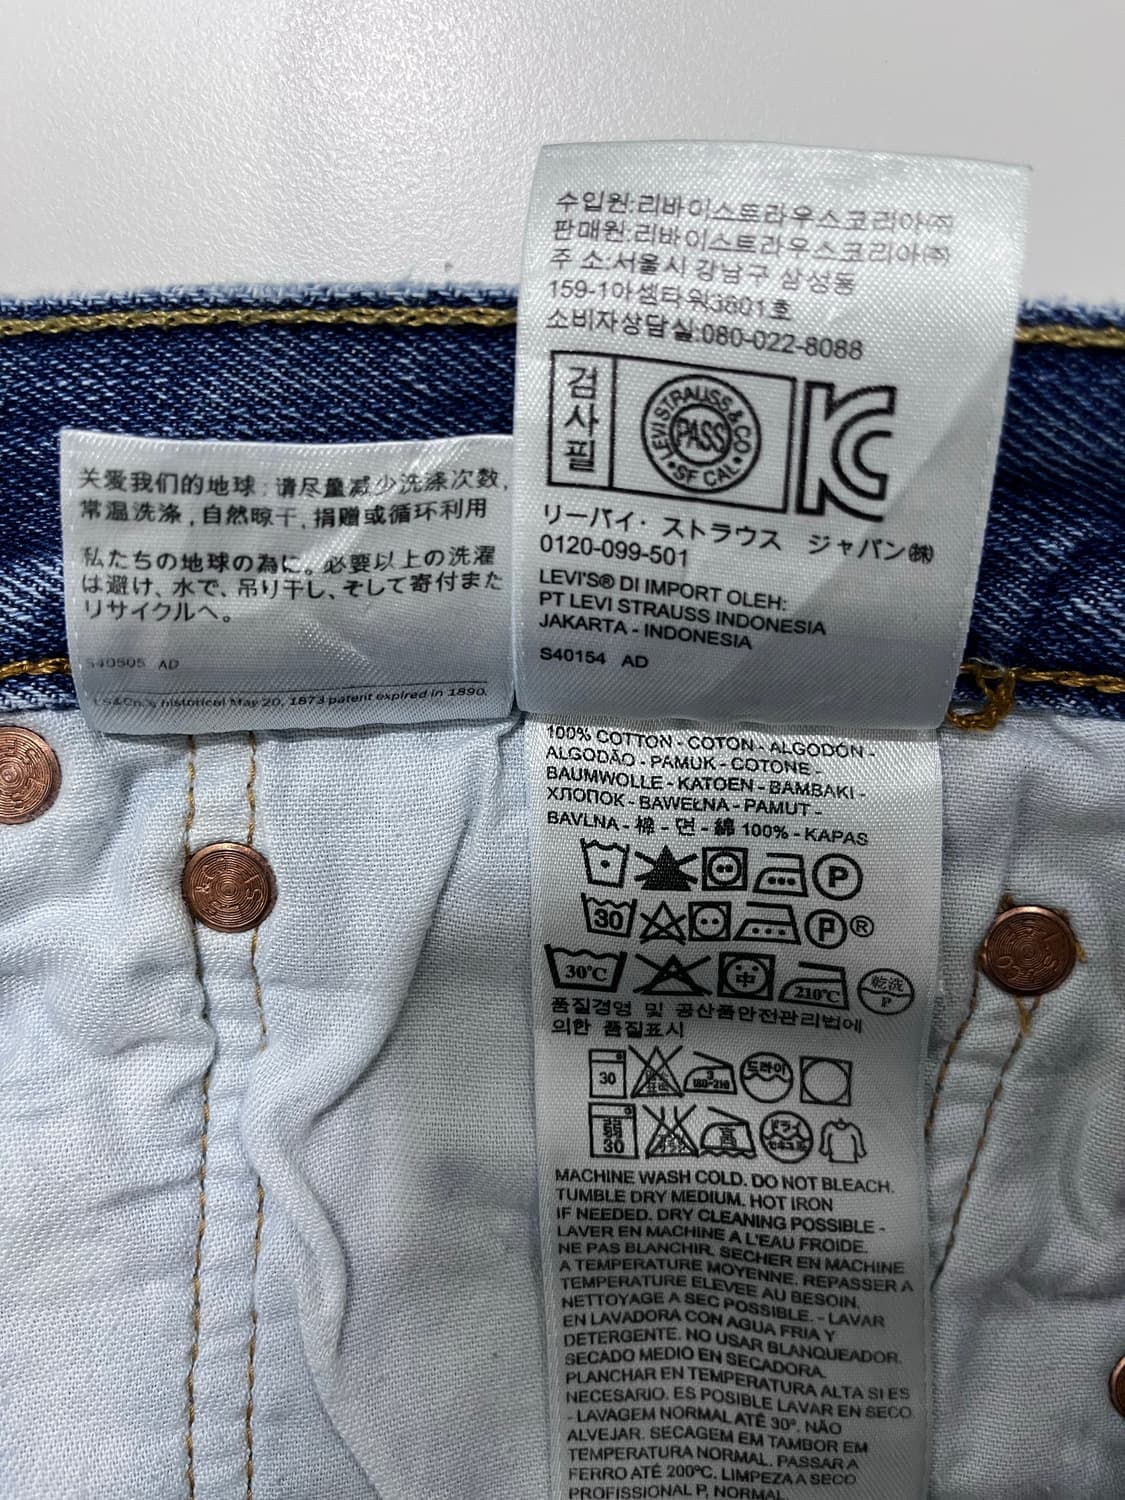 수입원:리바이스트라우스코리아㈜
판매원:리바이스트라우스코리아㈜
주 소:서울시 강남구 삼성동
159-1아셈타워3801호
소비자상담실:080-022-8088
검사필
LEVI STRAUSS & CO
PASS
SF CAL
リーバイ・ストラウス ジャパン㈱
0120-099-501
LEVI'S® DI IMPORT OLEH:
PT LEVI STRAUSS INDONESIA
JAKARTA - INDONESIA
S40154 AD
关爱我们的地球:请尽量减少洗涤次数,
常温洗涤,自然晾干,捐赠或循环利用
私たちの地球の為に。必要以上の洗濯
は避け、水で、吊り干し、そして寄付また
リサイクルへ。
S40505 AD
LS&Co.'s historical May 20, 1873 patent expired in 1890.
100% COTTON - COTON - ALGODÓN -
ALGODÃO - PAMUK - COTONE -
BAUMWOLLE - KATOEN - BAMBAKI -
ХЛОПОК - BAWEŁNA - PAMUT -
BAVLNA - 棉 - 면 - 綿 100% - KAPAS
P
30 P®
30℃ 中 210℃ 乾洗 P
품질경영 및 공산품안전관리법에
의한 품질표시
30 3 180~210 드라이
弱 30 高 ドライ セキユ系
MACHINE WASH COLD. DO NOT BLEACH.
TUMBLE DRY MEDIUM. HOT IRON
IF NEEDED. DRY CLEANING POSSIBLE -
LAVER EN MACHINE A L'EAU FROIDE.
NE PAS BLANCHIR. SECHER EN MACHINE
A TEMPERATURE MOYENNE. REPASSER A
TEMPERATURE ELEVEE AU BESOIN.
NETTOYAGE A SEC POSSIBLE. - LAVAR
EN LAVADORA CON AGUA FRIA Y
DETERGENTE. NO USAR BLANQUEADOR.
SECADO MEDIO EN SECADORA.
PLANCHAR EN TEMPERATURA ALTA SI ES
NECESARIO. ES POSIBLE LAVAR EN SECO
- LAVAGEM NORMAL ATÉ 30°. NÃO
ALVEJAR. SECAGEM EM TAMBOR EM
TEMPERATURA NORMAL. PASSAR A
FERRO ATÉ 200°C. LIMPEZA A SECO
PROFISSIONAL P, NORMAL.